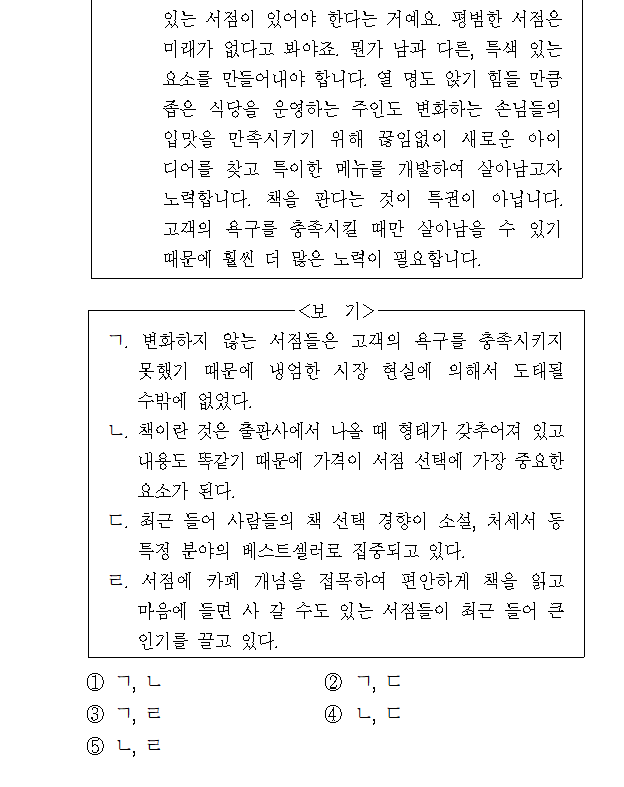 있는 서점이 있어야 한다는 거예요. 평범한 서점은
미래가 없다고 봐야죠. 뭔가 남과 다른, 특색 있는
요소를 만들어내야 합니다. 열 명도 앉기 힘들 만큼
좁은 식당을 운영하는 주인도 변화하는 손님들의
입맛을 만족시키기 위해 끊임없이 새로운 아이
디어를 찾고 특이한 메뉴를 개발하여 살아남고자
노력합니다. 책을 판다는 것이 특권이 아닙니다.
고객의 욕구를 충족시킬 때만 살아남을 수 있기
때문에 훨씬 더 많은 노력이 필요합니다.
<보 기>
ㄱ. 변화하지 않는 서점들은 고객의 욕구를 충족시키지
못했기 때문에 냉엄한 시장 현실에 의해서 도태될
수밖에 없었다.
ㄴ. 책이란 것은 출판사에서 나올 때 형태가 갖추어져 있고
내용도 똑같기 때문에 가격이 서점 선택에 가장 중요한
요소가 된다.
ㄷ. 최근 들어 사람들의 책 선택 경향이 소설, 처세서 등
특정 분야의 베스트셀러로 집중되고 있다.
ㄹ. 서점에 카페 개념을 접목하여 편안하게 책을 읽고
마음에 들면 사 갈 수도 있는 서점들이 최근 들어 큰
인기를 끌고 있다.
① ㄱ, ㄴ ② ㄱ, ㄷ
③ ㄱ, ㄹ ④ ㄴ, ㄷ
⑤ ㄴ, ㄹ